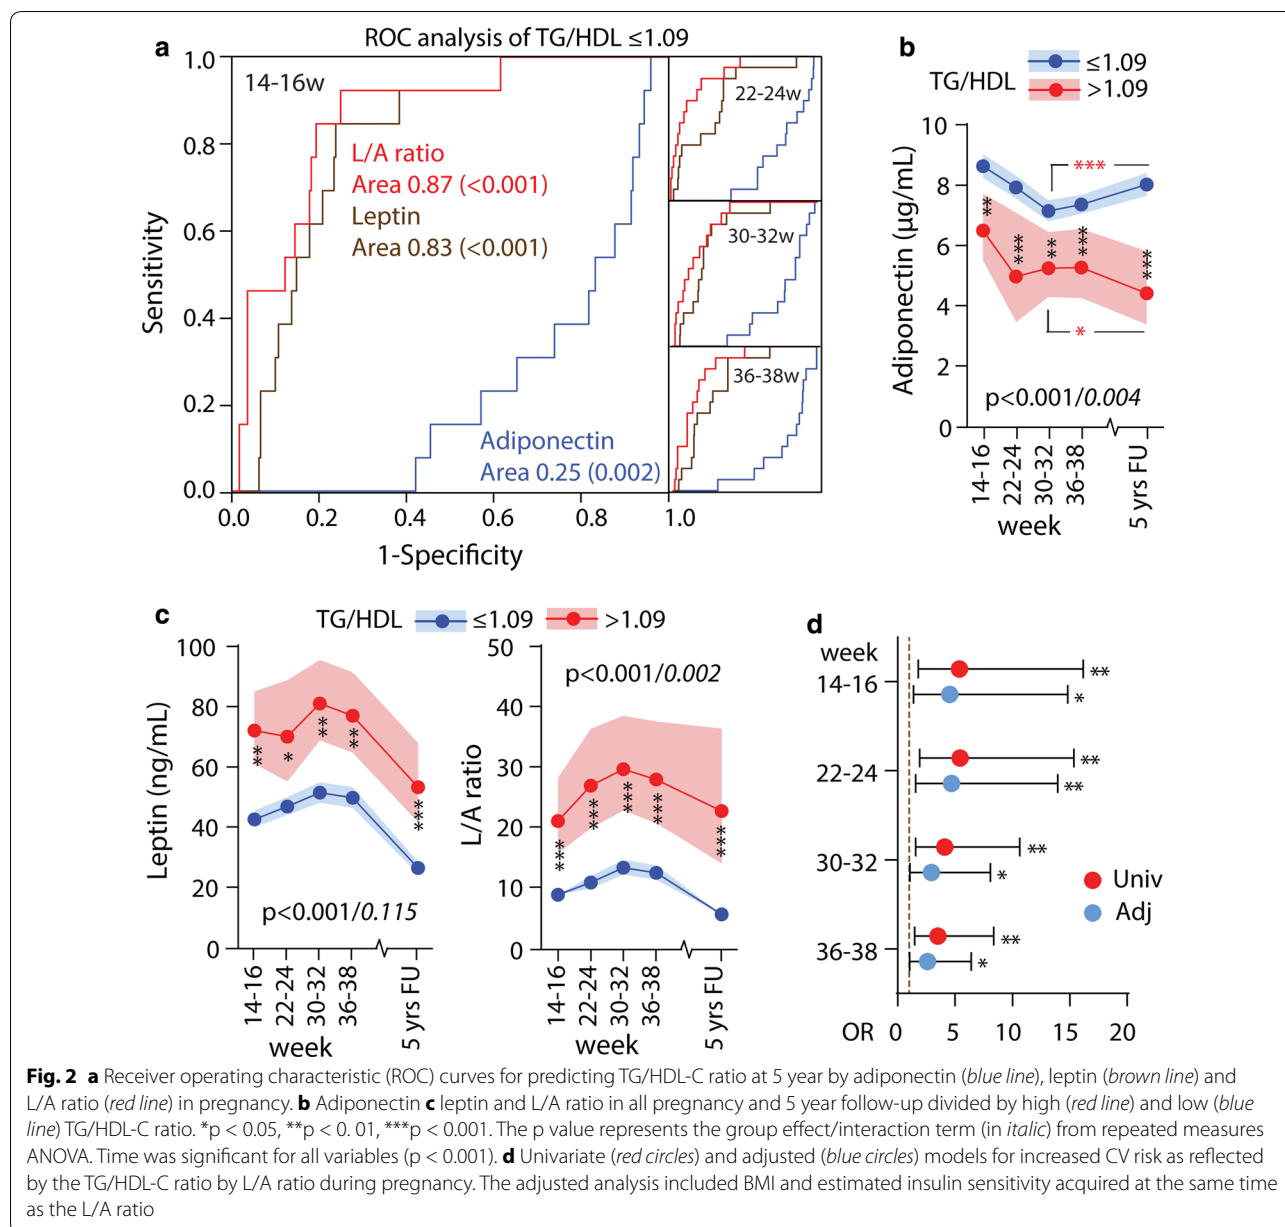 a
ROC analysis of TG/HDL ≤1.09
14-16w
L/A ratio
Area 0.87 (<0.001)
Leptin
Area 0.83 (<0.001)
Adiponectin
Area 0.25 (0.002)
Sensitivity
1.0
0.8
0.6
0.4
0.2
0.0
0.0 0.2 0.4 0.6 0.8 1.0
1-Specificity
22-24w
30-32w
36-38w
b
TG/HDL
≤1.09
>1.09
Adiponectin (µg/mL)
10
8
6
4
2
0
***
**
***
**
***
***
*
p<0.001/0.004
14-16
22-24
30-32
36-38
5 yrs FU
week
c
TG/HDL ≤1.09 >1.09
Leptin (ng/mL)
100
80
60
40
20
0
**
*
**
**
***
p<0.001/0.115
14-16
22-24
30-32
36-38
5 yrs FU
week
L/A ratio
50
40
30
20
10
0
p<0.001/0.002
***
***
***
***
***
14-16
22-24
30-32
36-38
5 yrs FU
week
d
week
14-16
22-24
30-32
36-38
**
*
**
**
**
*
**
*
Univ
Adj
OR 0 5 10 15 20
Fig. 2 a Receiver operating characteristic (ROC) curves for predicting TG/HDL-C ratio at 5 year by adiponectin (blue line), leptin (brown line) and
L/A ratio (red line) in pregnancy. b Adiponectin c leptin and L/A ratio in all pregnancy and 5 year follow-up divided by high (red line) and low (blue
line) TG/HDL-C ratio. *p < 0.05, **p < 0. 01, ***p < 0.001. The p value represents the group effect/interaction term (in italic) from repeated measures
ANOVA. Time was significant for all variables (p < 0.001). d Univariate (red circles) and adjusted (blue circles) models for increased CV risk as reflected
by the TG/HDL-C ratio by L/A ratio during pregnancy. The adjusted analysis included BMI and estimated insulin sensitivity acquired at the same time
as the L/A ratio